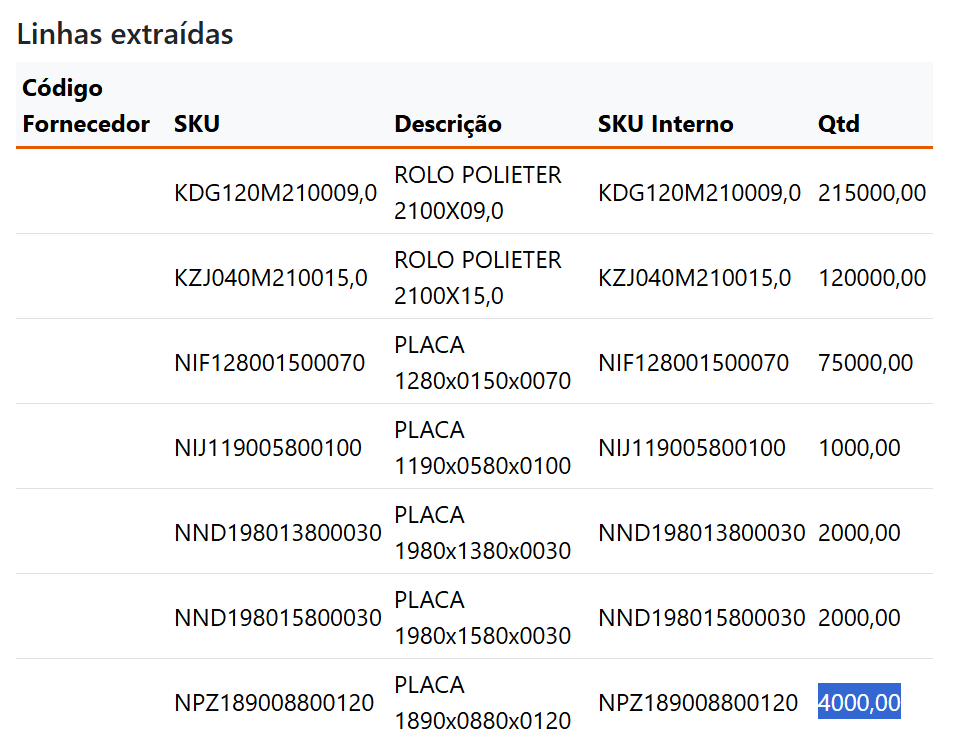 Linhas extraídas
Código
Fornecedor SKU Descrição SKU Interno Qtd
KDG120M210009,0 ROLO POLIETER 2100X09,0 KDG120M210009,0 215000,00
KZJ040M210015,0 ROLO POLIETER 2100X15,0 KZJ040M210015,0 120000,00
NIF128001500070 PLACA 1280x0150x0070 NIF128001500070 75000,00
NIJ119005800100 PLACA 1190x0580x0100 NIJ119005800100 1000,00
NND198013800030 PLACA 1980x1380x0030 NND198013800030 2000,00
NND198015800030 PLACA 1980x1580x0030 NND198015800030 2000,00
NPZ189008800120 PLACA 1890x0880x0120 NPZ189008800120 4000,00